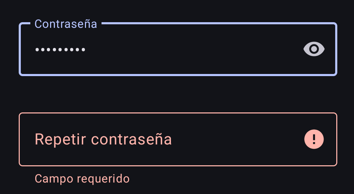 Contraseña
•••••••••
Repetir contraseña
Campo requerido